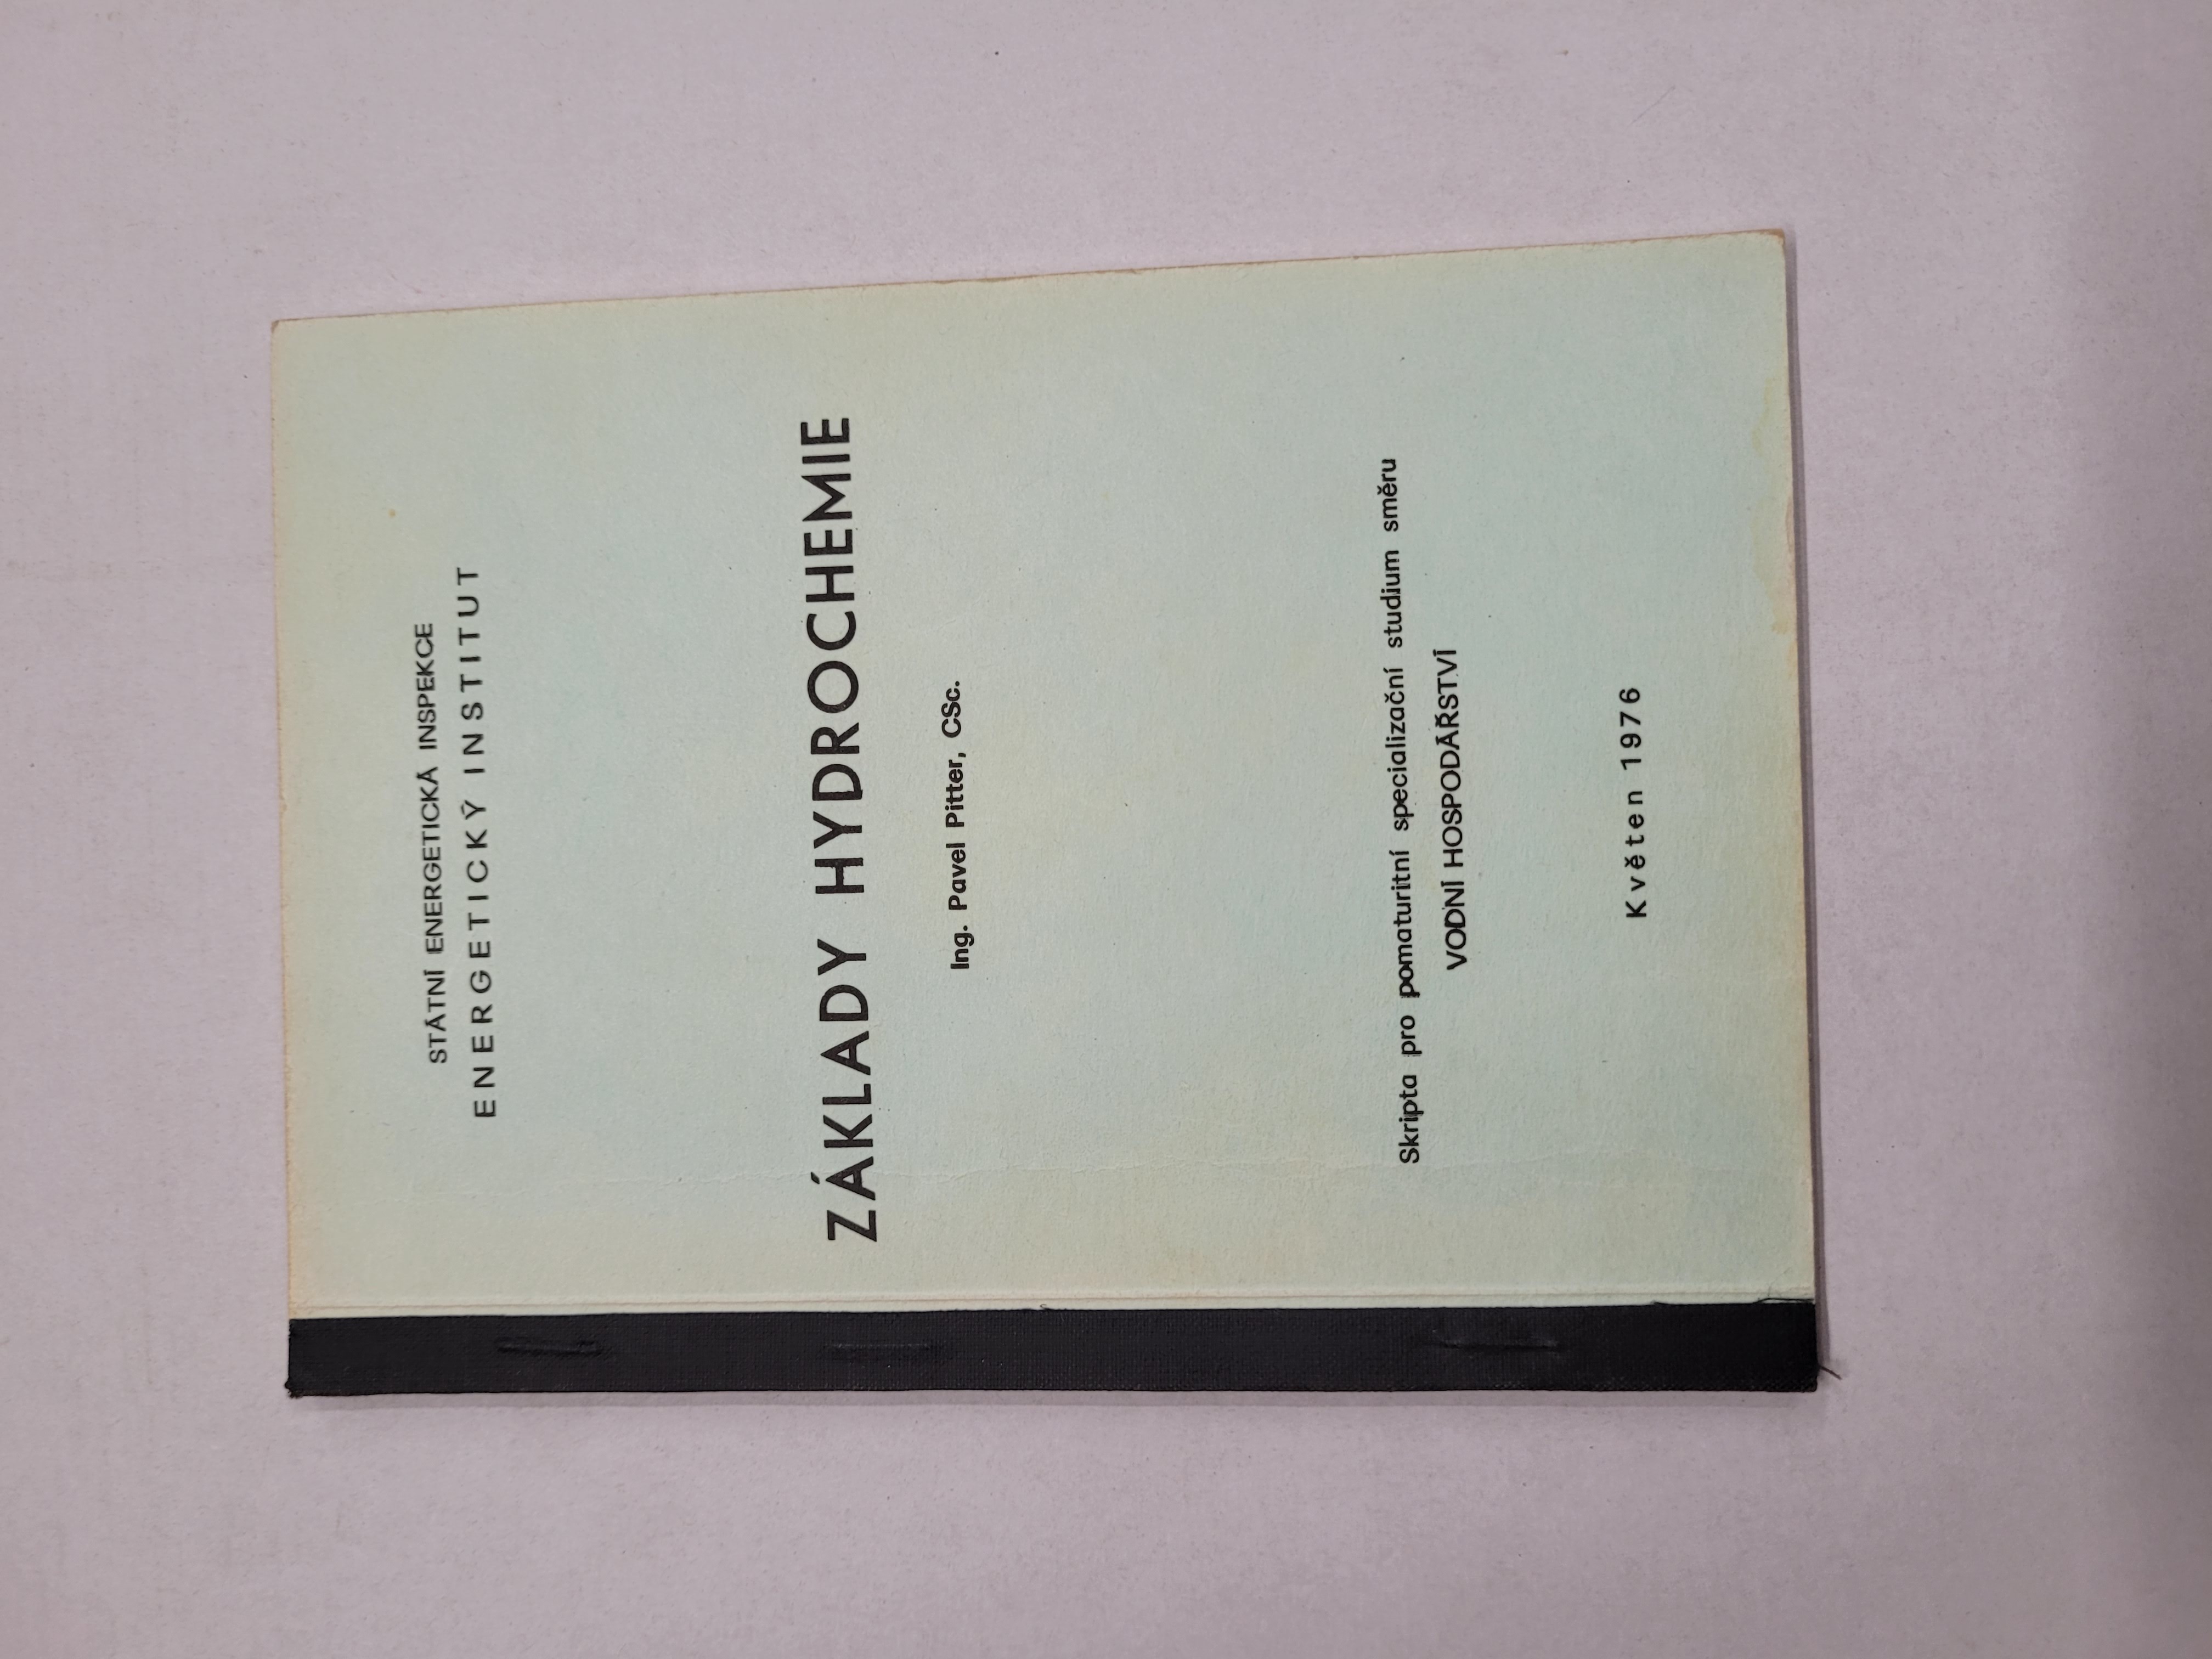 STÁTNÍ ENERGETICKÁ INSPEKCE
ENERGETICKÝ INSTITUT
ZÁKLADY HYDROCHEMIE
Ing. Pavel Pitter, CSc.
Skripta pro pomaturitní specializační studium směru
VODNÍ HOSPODÁŘSTVÍ
Květen 1976